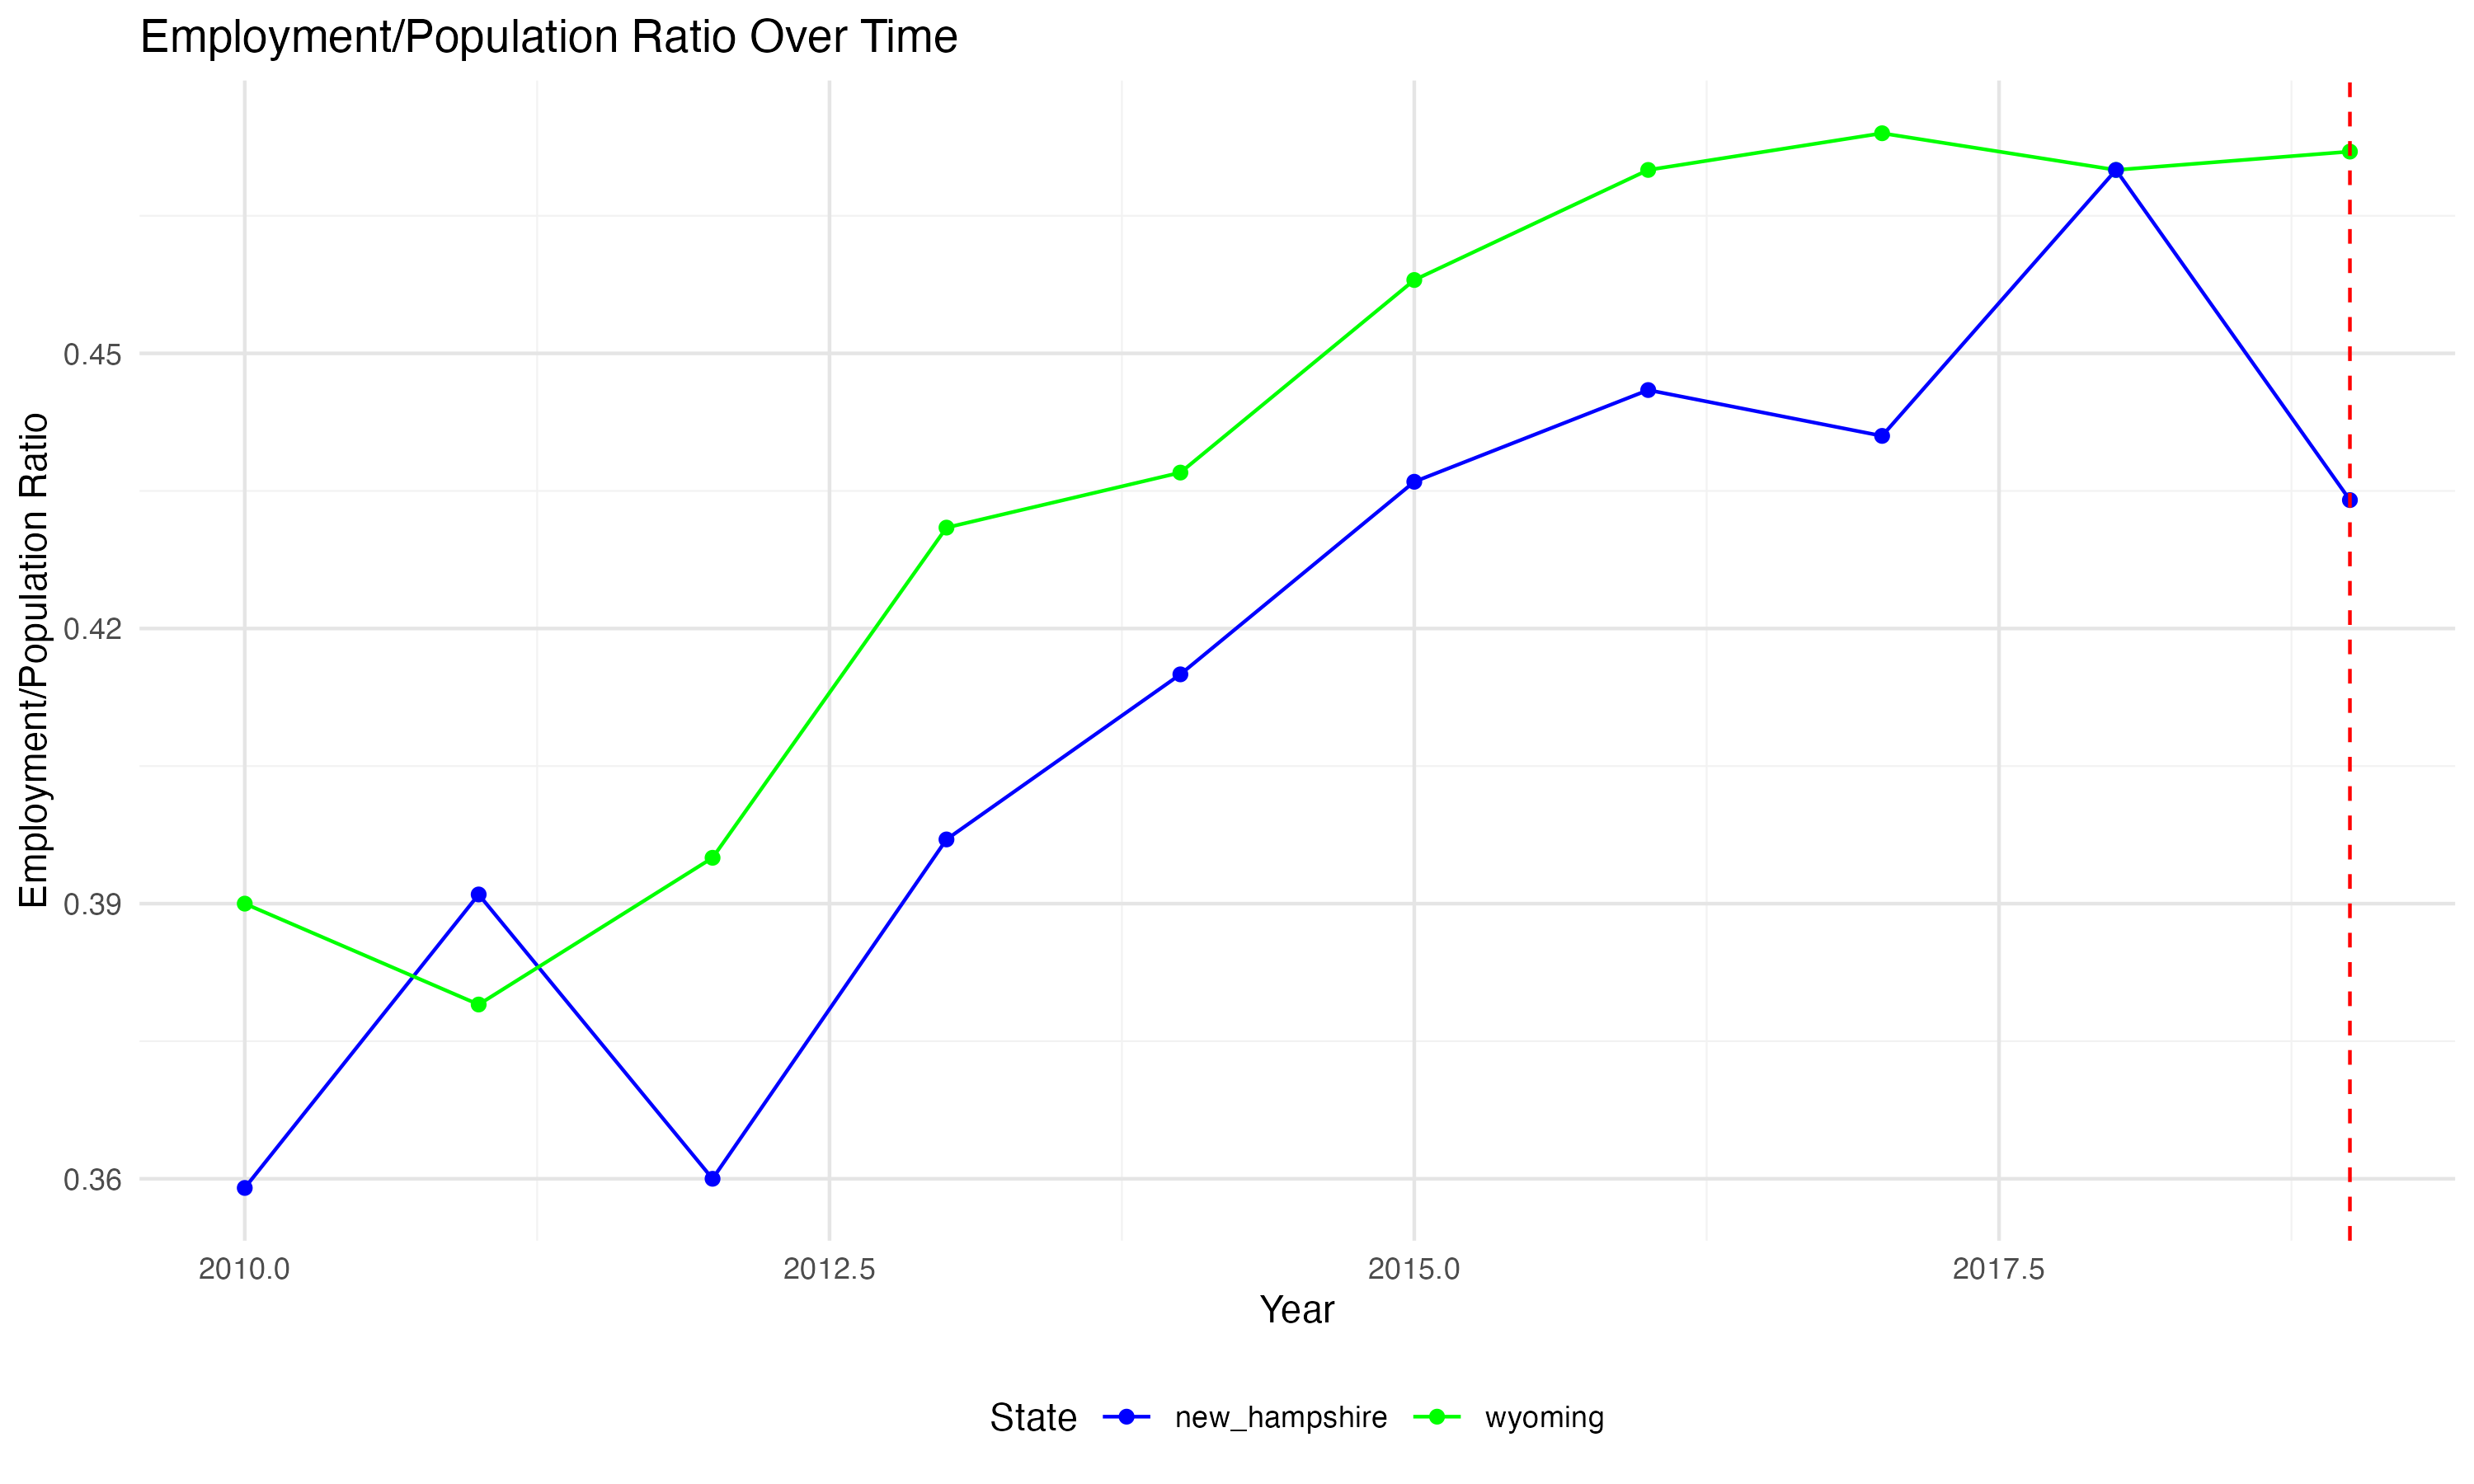 Employment/Population Ratio Over Time
Employment/Population Ratio
0.45
0.42
0.39
0.36
2010.0 2012.5 2015.0 2017.5
Year
State new_hampshire wyoming